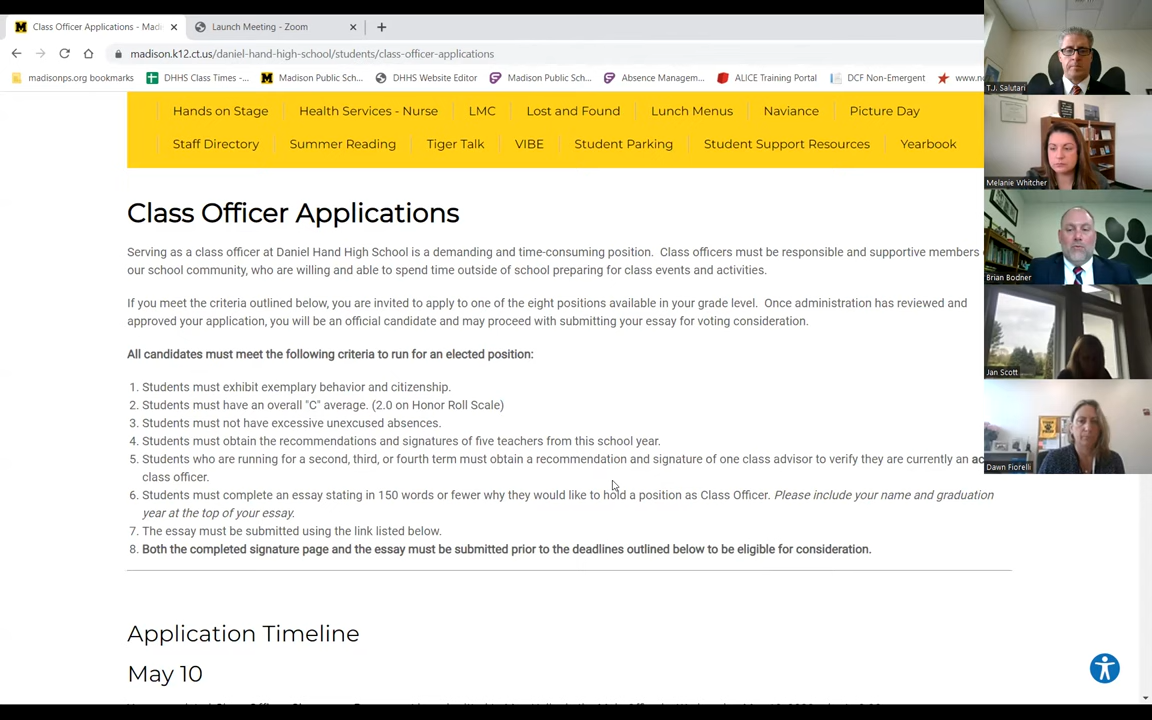 Class Officer Applications - Mad
Launch Meeting - Zoom
madison.k12.ct.us/daniel-hand-high-school/students/class-officer-applications
madisonps.org bookmarks
DHHS Class Times -...
Madison Public Sch...
DHHS Website Editor
Madison Public Sch...
Absence Managem...
ALICE Training Portal
DCF Non-Emergent
Hands on Stage
Health Services - Nurse
LMC
Lost and Found
Lunch Menus
Naviance
Picture Day
Staff Directory
Summer Reading
Tiger Talk
VIBE
Student Parking
Student Support Resources
Yearbook
Class Officer Applications
Serving as a class officer at Daniel Hand High School is a demanding and time-consuming position. Class officers must be responsible and supportive members
our school community, who are willing and able to spend time outside of school preparing for class events and activities.
If you meet the criteria outlined below, you are invited to apply to one of the eight positions available in your grade level. Once administration has reviewed and
approved your application, you will be an official candidate and may proceed with submitting your essay for voting consideration.
All candidates must meet the following criteria to run for an elected position:
1. Students must exhibit exemplary behavior and citizenship.
2. Students must have an overall "C" average. (2.0 on Honor Roll Scale)
3. Students must not have excessive unexcused absences.
4. Students must obtain the recommendations and signatures of five teachers from this school year.
5. Students who are running for a second, third, or fourth term must obtain a recommendation and signature of one class advisor to verify they are currently an
class officer.
6. Students must complete an essay stating in 150 words or fewer why they would like to hold a position as Class Officer. Please include your name and graduation
year at the top of your essay.
7. The essay must be submitted using the link listed below.
8. Both the completed signature page and the essay must be submitted prior to the deadlines outlined below to be eligible for consideration.
Application Timeline
May 10
T.J. Salutari
Melanie Whitcher
Brian Bodner
Jan Scott
Dawn Fiorelli